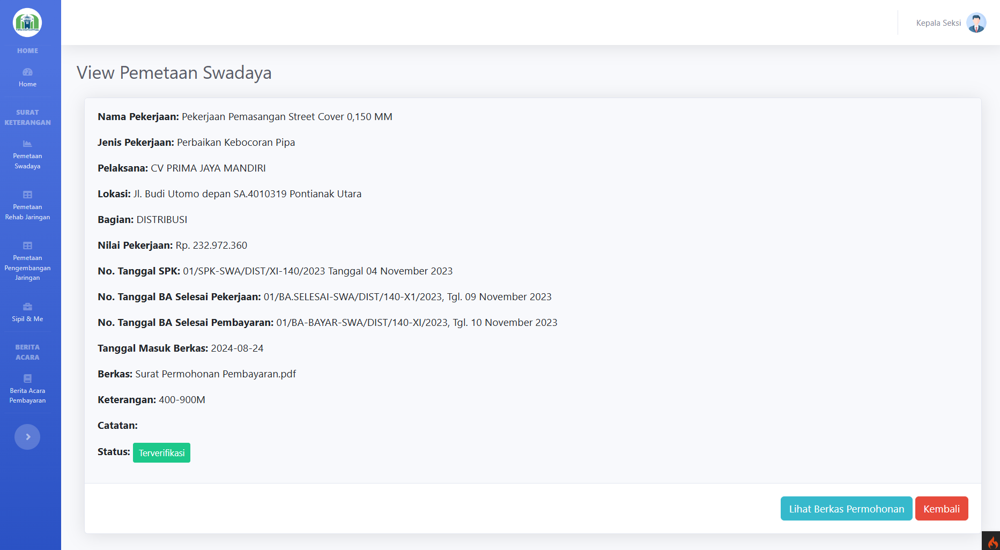 HOME
Home
SURAT
KETERANGAN
Pemetaan
Swadaya
Pemetaan
Rehab Jaringan
Pemetaan
Pengembangan
Jaringan
Sipil & Me
BERITA
ACARA
Berita Acara
Pembayaran
Kepala Seksi
View Pemetaan Swadaya
Nama Pekerjaan: Pekerjaan Pemasangan Street Cover 0,150 MM
Jenis Pekerjaan: Perbaikan Kebocoran Pipa
Pelaksana: CV PRIMA JAYA MANDIRI
Lokasi: Jl. Budi Utomo depan SA.4010319 Pontianak Utara
Bagian: DISTRIBUSI
Nilai Pekerjaan: Rp. 232.972.360
No. Tanggal SPK: 01/SPK-SWA/DIST/XI-140/2023 Tanggal 04 November 2023
No. Tanggal BA Selesai Pekerjaan: 01/BA.SELESAI-SWA/DIST/140-X1/2023, Tgl. 09 November 2023
No. Tanggal BA Selesai Pembayaran: 01/BA-BAYAR-SWA/DIST/140-XI/2023, Tgl. 10 November 2023
Tanggal Masuk Berkas: 2024-08-24
Berkas: Surat Permohonan Pembayaran.pdf
Keterangan: 400-900M
Catatan:
Status: Terverifikasi
Lihat Berkas Permohonan Kembali